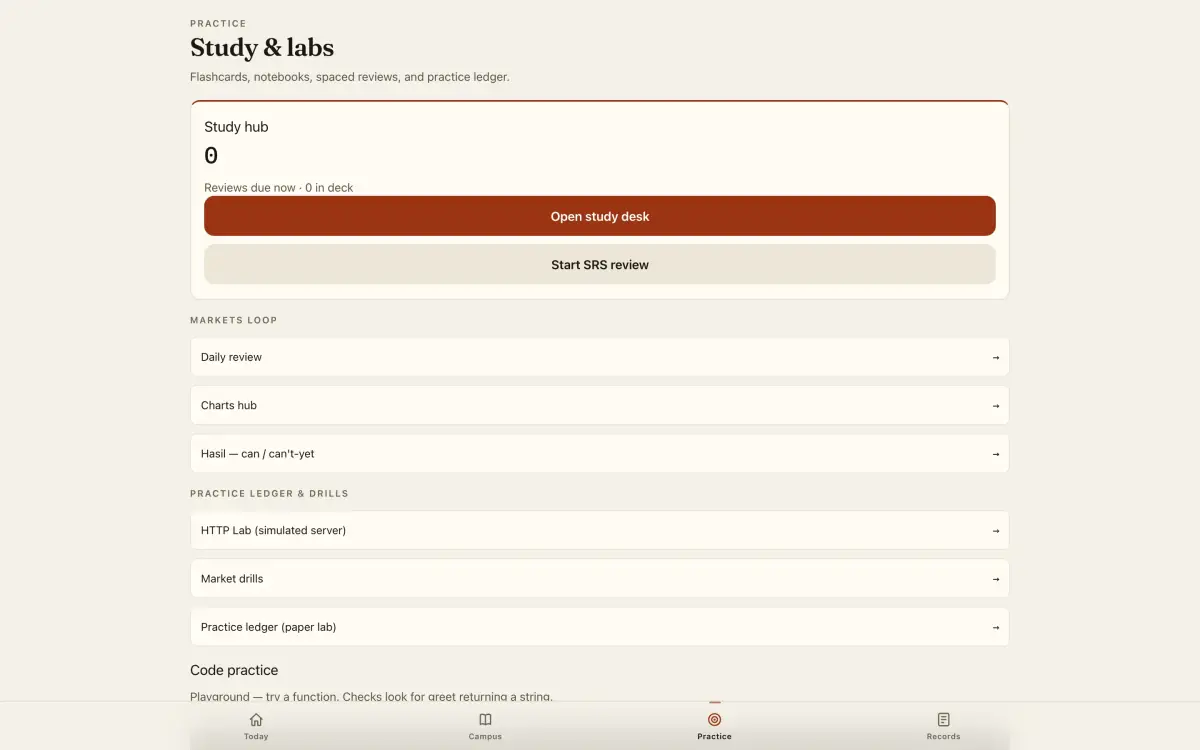 PRACTICE
Study & labs
Flashcards, notebooks, spaced reviews, and practice ledger.
Study hub
0
Reviews due now · 0 in deck
Open study desk
Start SRS review
MARKETS LOOP
Daily review →
Charts hub →
Hasil — can / can't-yet →
PRACTICE LEDGER & DRILLS
HTTP Lab (simulated server) →
Market drills →
Practice ledger (paper lab) →
Code practice
Playground — try a function. Checks look for greet returning a string.
Today Campus Practice Records